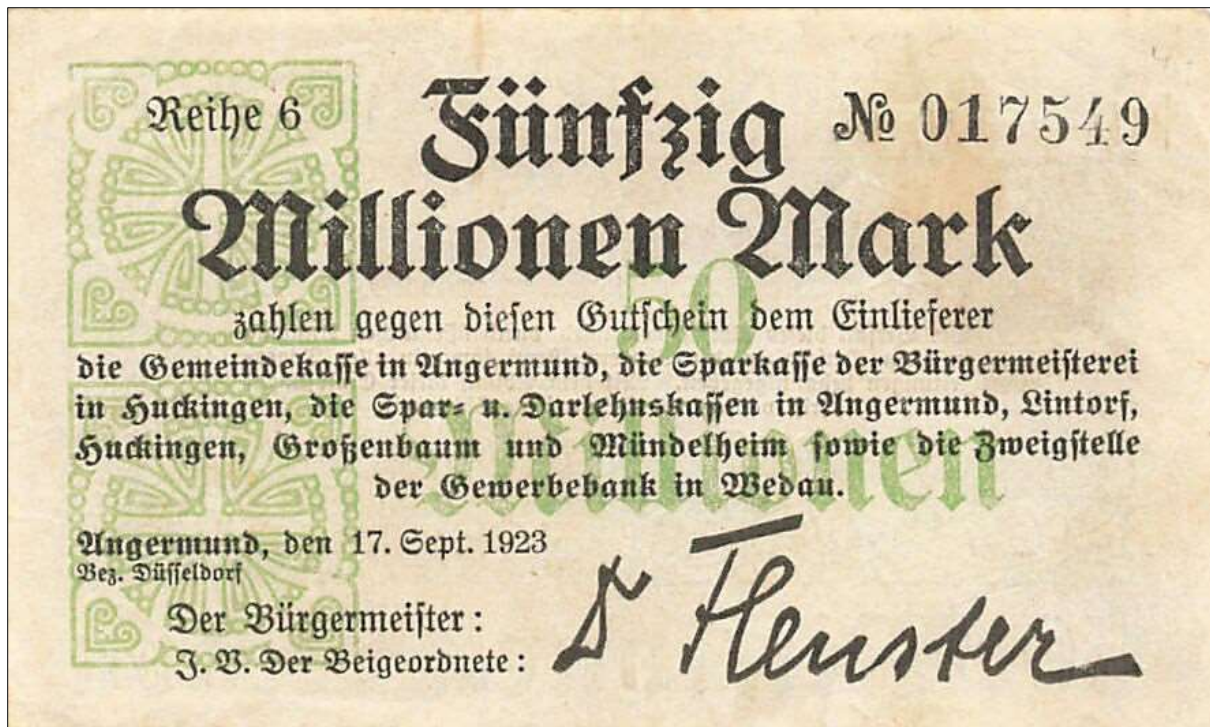 Reihe 6
Fünfzig
№ 017549
Millionen Mark
50
Millionen
zahlen gegen diesen Gutschein dem Einlieferer
die Gemeindekasse in Angermund, die Sparkasse der Bürgermeisterei
in Huckingen, die Spar- u. Darlehnskassen in Angermund, Lintorf,
Huckingen, Großenbaum und Mündelheim sowie die Zweigstelle
der Gewerbebank in Wedau.
Angermund, den 17. Sept. 1923
Bez. Düsseldorf
Der Bürgermeister:
J. V. Der Beigeordnete: